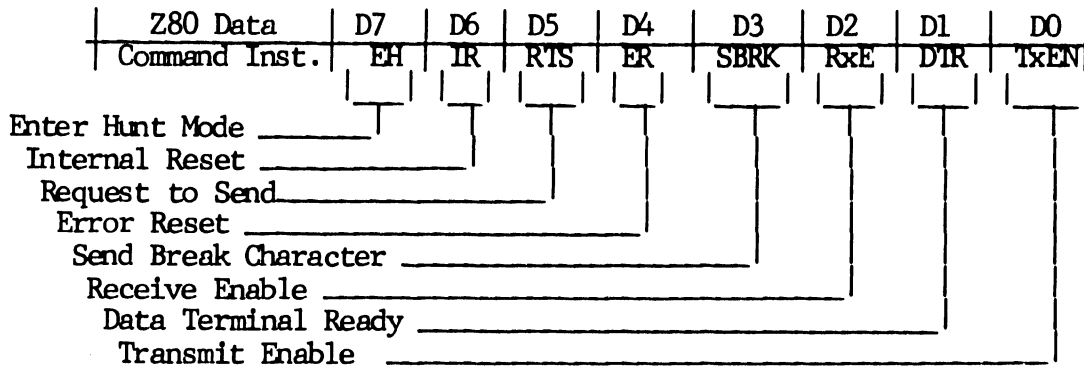 Z80 Data D7 D6 D5 D4 D3 D2 D1 D0
Command Inst. EH IR RTS ER SBRK RxE DTR TxEN
Enter Hunt Mode
Internal Reset
Request to Send
Error Reset
Send Break Character
Receive Enable
Data Terminal Ready
Transmit Enable